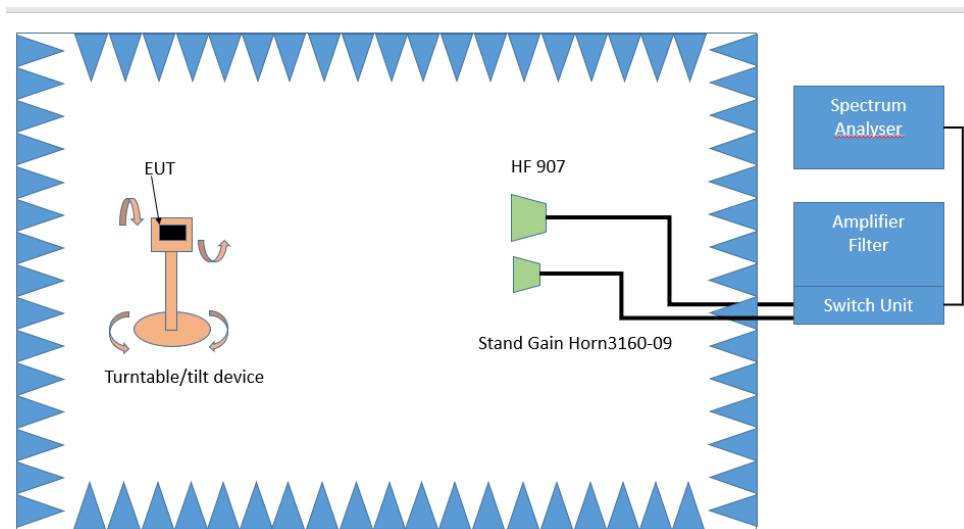 EUT
Turntable/tilt device
HF 907
Stand Gain Horn3160-09
Spectrum
Analyser
Amplifier
Filter
Switch Unit